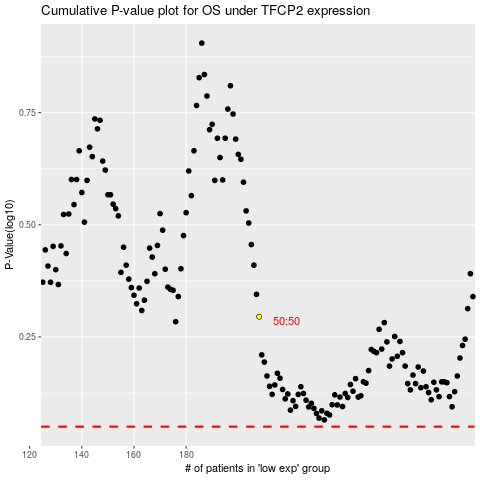 Cumulative P-value plot for OS under TFCP2 expression
P-Value(log10)
0.75
0.50
0.25
50:50
120 140 160 180
# of patients in 'low exp' group